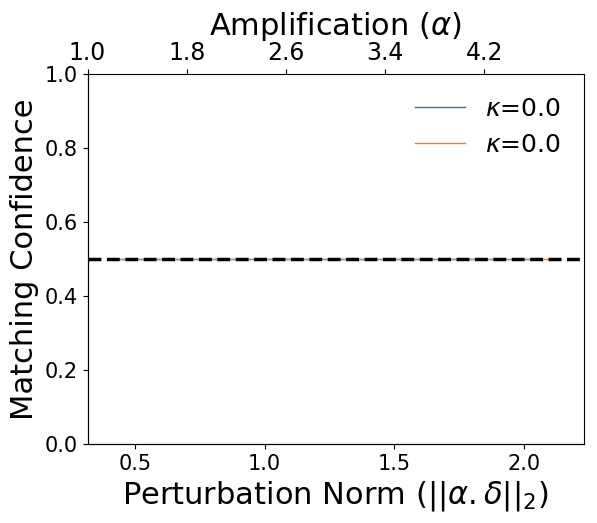 Amplification (α)
1.0 1.8 2.6 3.4 4.2
κ=0.0
κ=0.0
Matching Confidence
1.0
0.8
0.6
0.4
0.2
0.0
0.5 1.0 1.5 2.0
Perturbation Norm (||α.δ||₂)